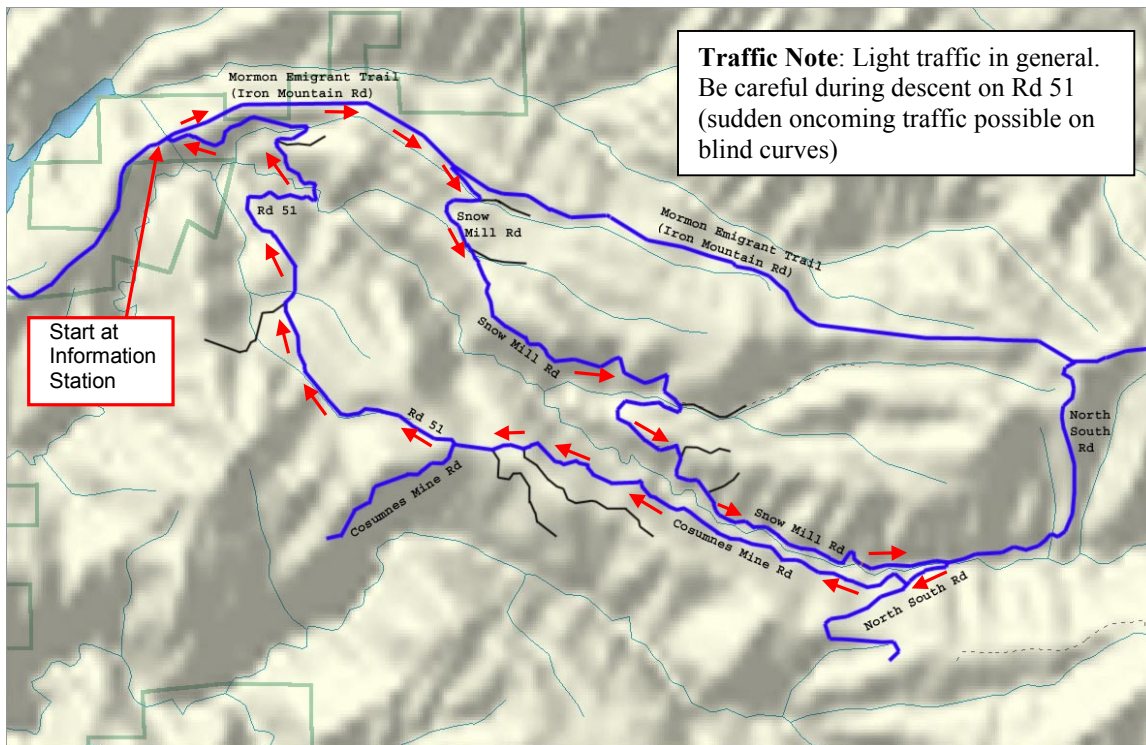 Mormon Emigrant Trail
(Iron Mountain Rd)
Traffic Note: Light traffic in general.
Be careful during descent on Rd 51
(sudden oncoming traffic possible on
blind curves)
Rd 51
Snow
Mill Rd
Mormon Emigrant Trail
(Iron Mountain Rd)
Start at
Information
Station
Snow Mill Rd
Rd 51
North
South
Rd
Cosumnes Mine Rd
Snow Mill Rd
Cosumnes Mine Rd
North South Rd